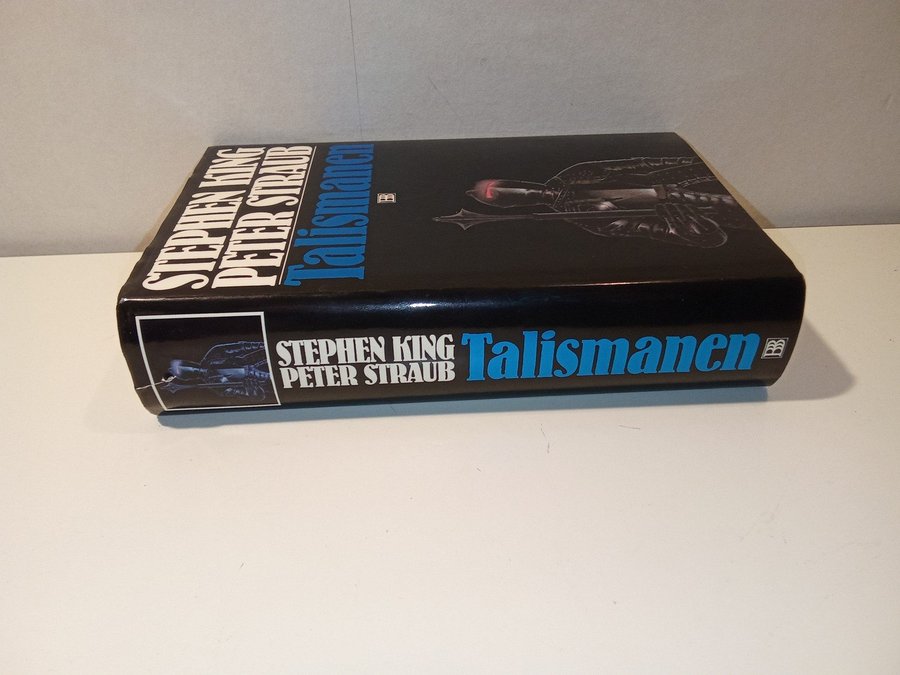 STEPHEN KING
PETER STRAUB
Talismanen
B
STEPHEN KING
PETER STRAUB
Talismanen
B